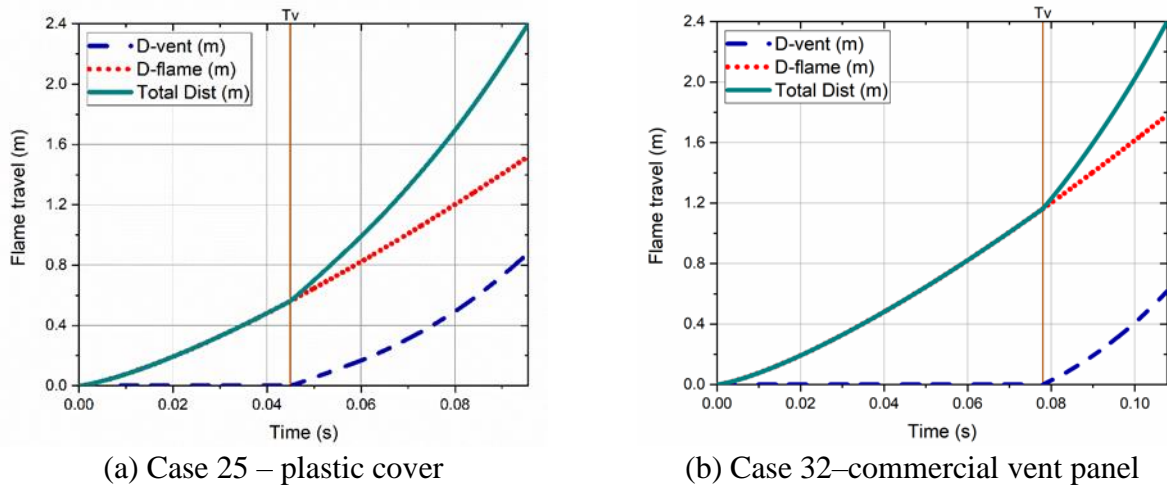 Tv
2.4
2.0
1.6
1.2
0.8
0.4
0.0
Flame travel (m)
D-vent (m)
D-flame (m)
Total Dist (m)
0.00
0.02
0.04
0.06
0.08
Time (s)
(a) Case 25 – plastic cover
Tv
2.4
2.0
1.6
1.2
0.8
0.4
0.0
Flame travel (m)
D-vent (m)
D-flame (m)
Total Dist (m)
0.00
0.02
0.04
0.06
0.08
0.10
Time (s)
(b) Case 32–commercial vent panel